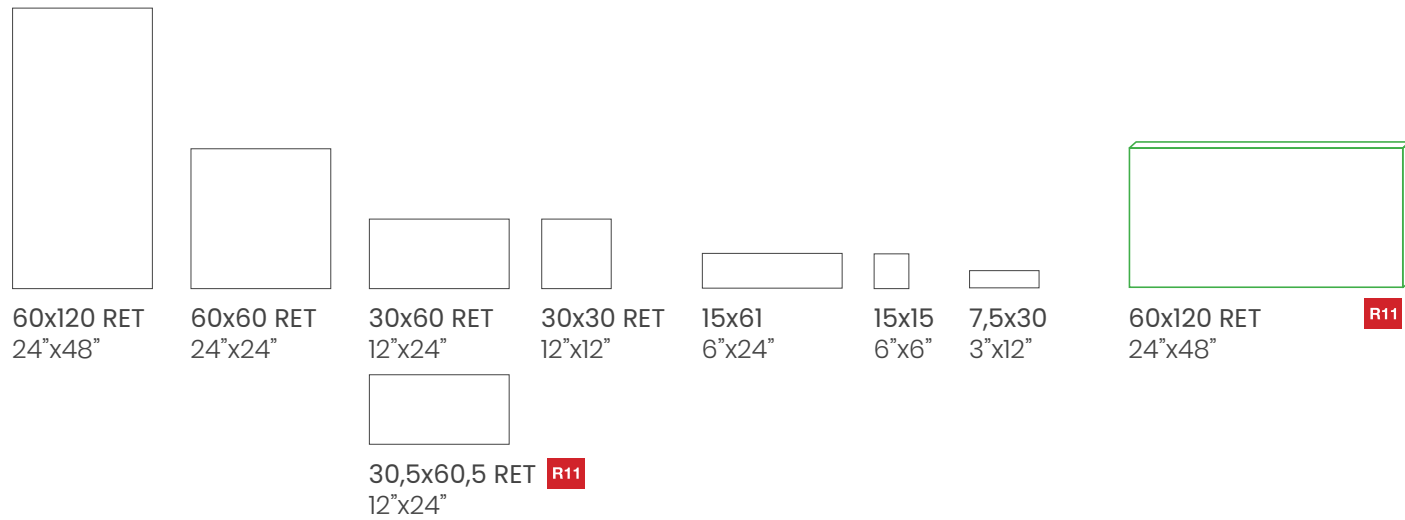 60x120 RET
24”x48”
60x60 RET
24”x24”
30x60 RET
12”x24”
30x30 RET
12”x12”
15x61
6”x24”
15x15
6”x6”
7,5x30
3”x12”
60x120 RET R11
24”x48”
30,5x60,5 RET R11
12”x24”